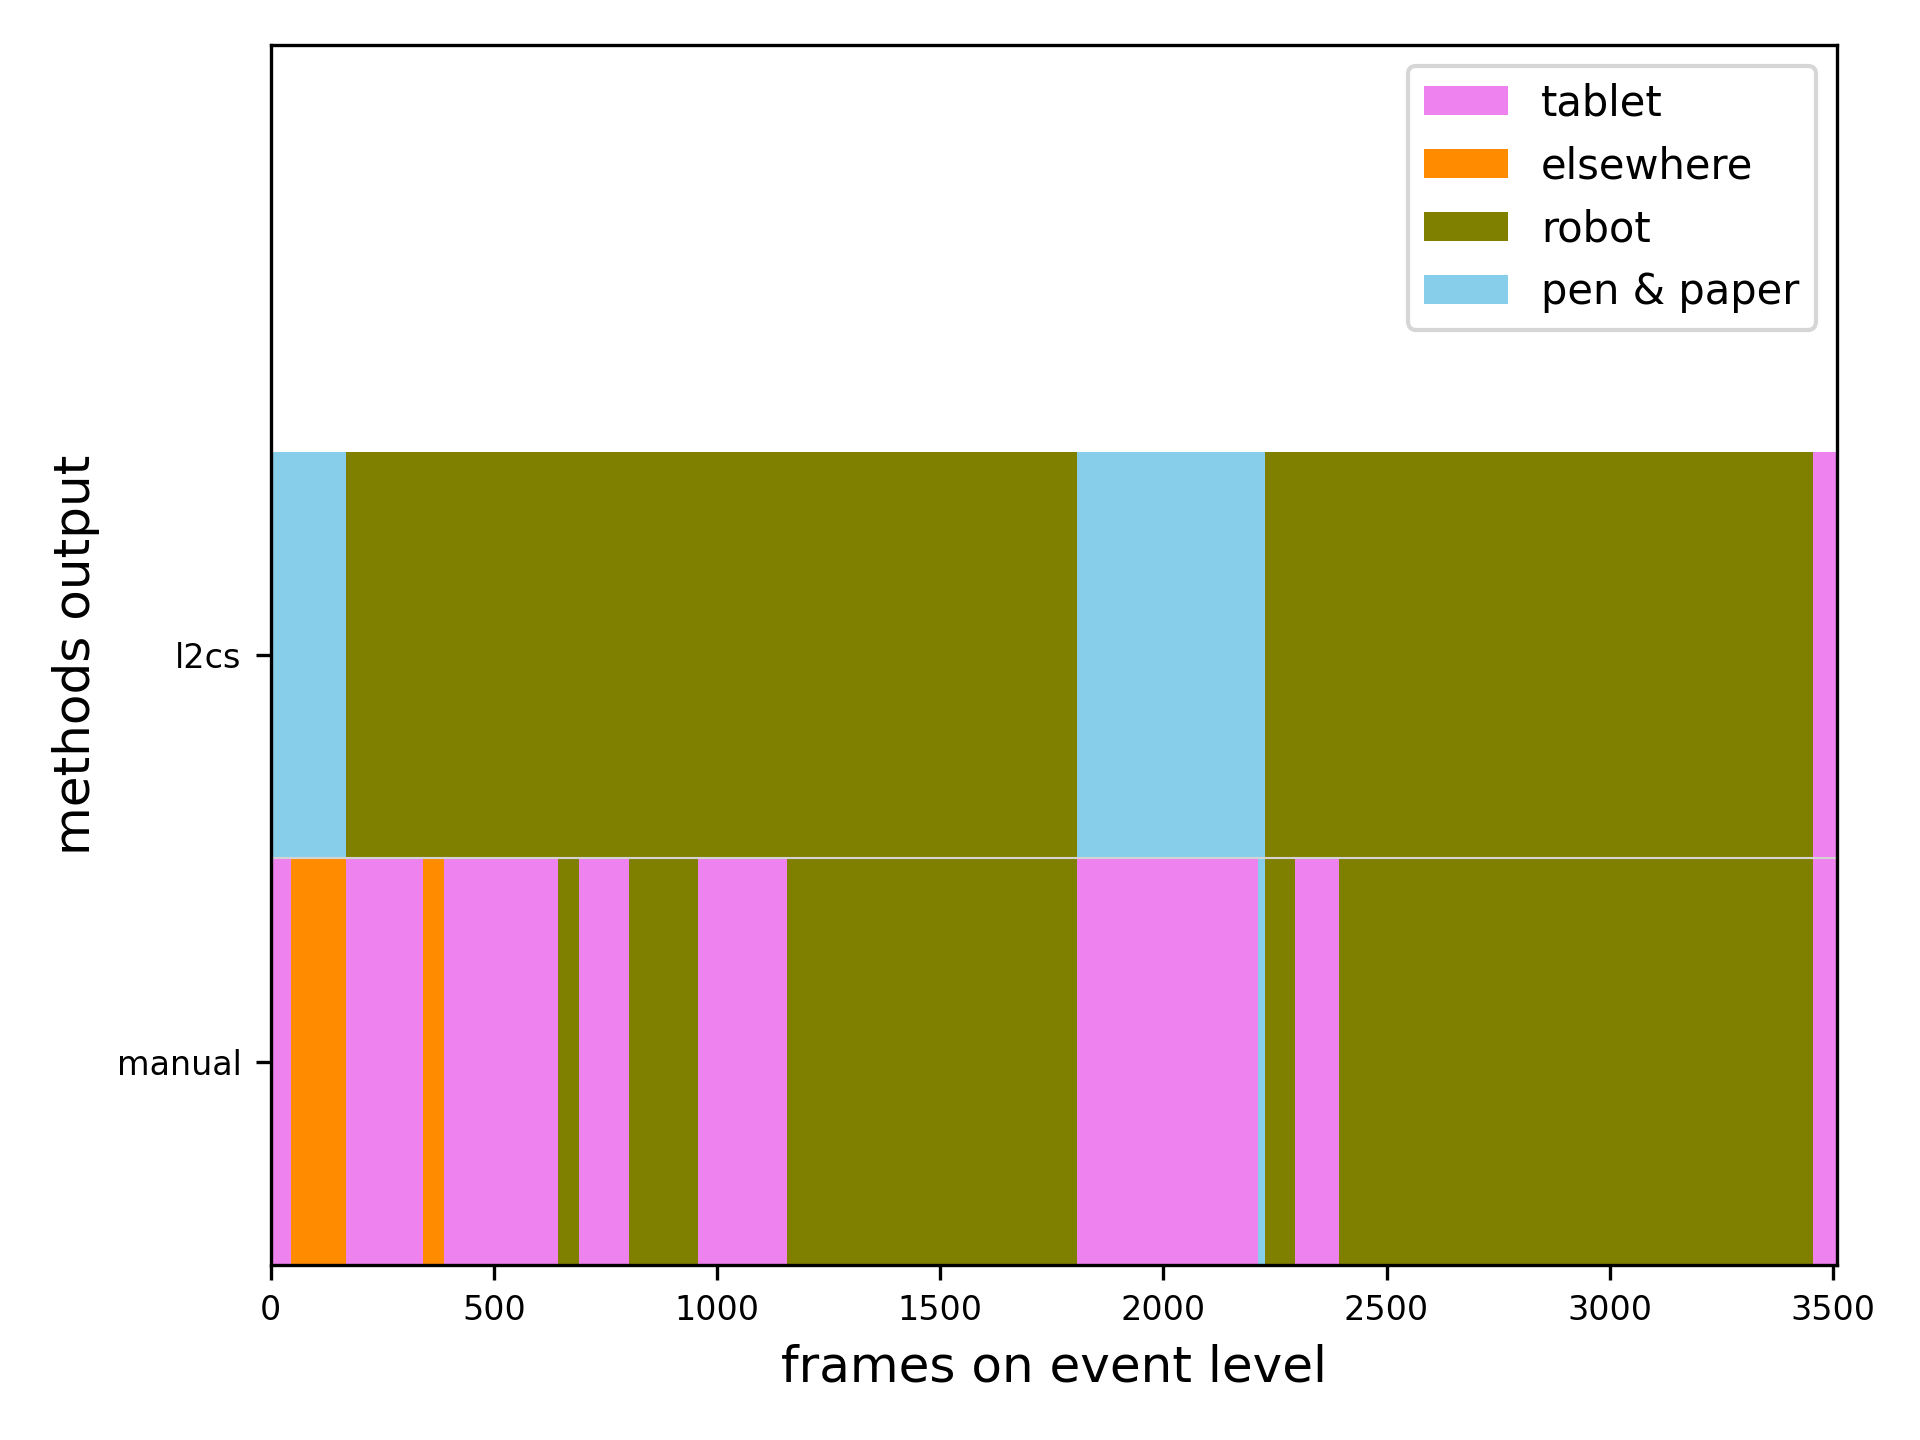 tablet
elsewhere
robot
pen & paper
methods output
l2cs
manual
0 500 1000 1500 2000 2500 3000 3500
frames on event level